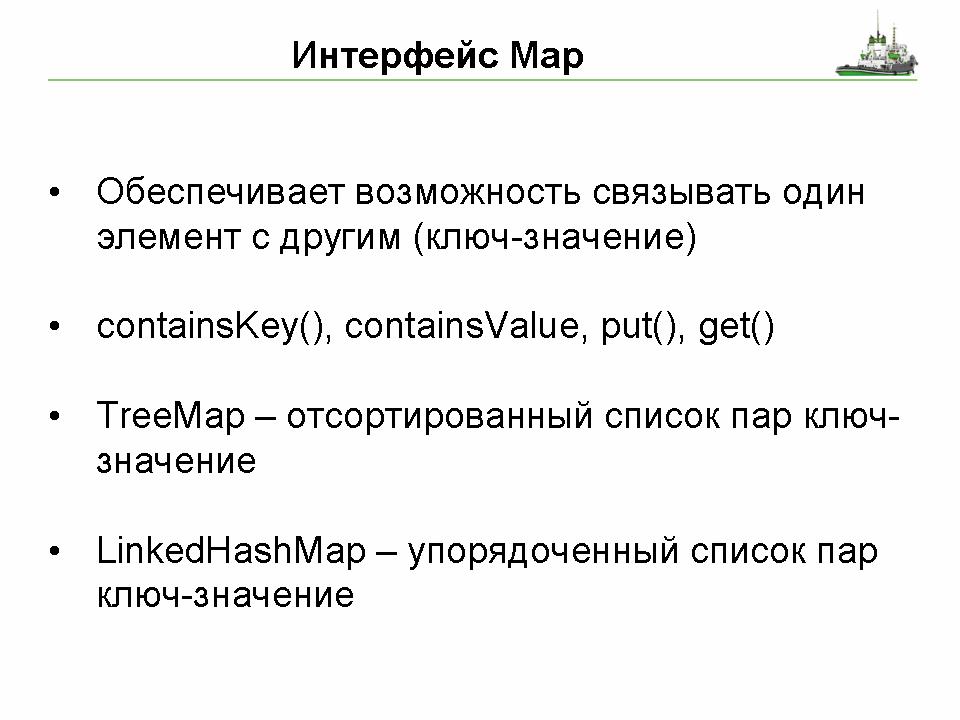 Интерфейс Map
• Обеспечивает возможность связывать один
элемент с другим (ключ-значение)
• containsKey(), containsValue, put(), get()
• TreeMap – отсортированный список пар ключ-
значение
• LinkedHashMap – упорядоченный список пар
ключ-значение